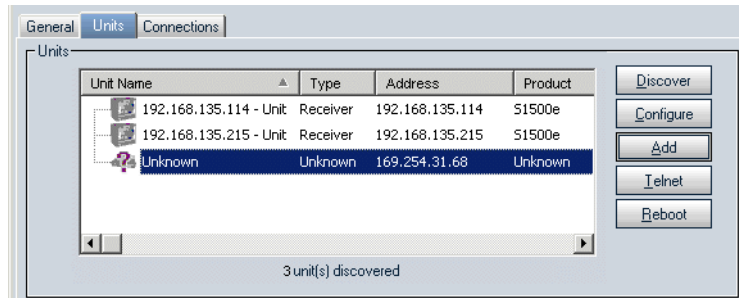 General Units Connections
Units
Unit Name Type Address Product
192.168.135.114 - Unit Receiver 192.168.135.114 S1500e
192.168.135.215 - Unit Receiver 192.168.135.215 S1500e
Unknown Unknown 169.254.31.68 Unknown
3 unit(s) discovered
Discover
Configure
Add
Telnet
Reboot